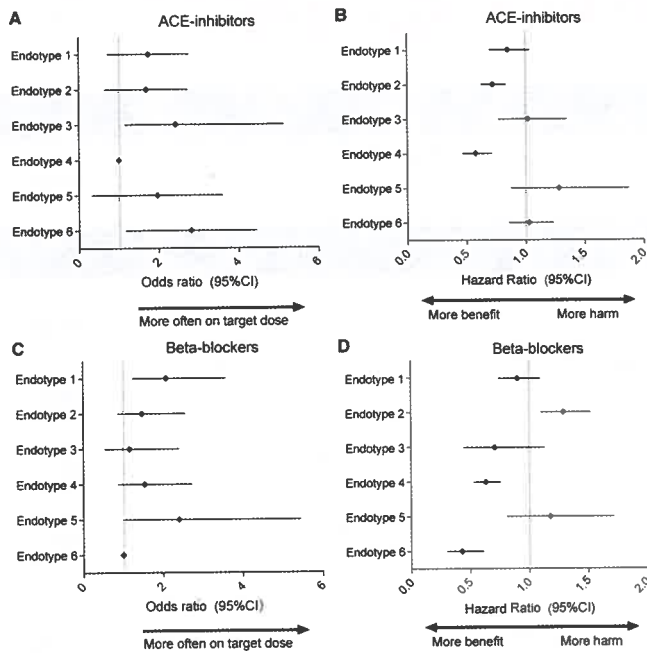 A
ACE-inhibitors
Endotype 1
Endotype 2
Endotype 3
Endotype 4
Endotype 5
Endotype 6
0
2
4
6
Odds ratio (95%CI)
More often on target dose
B
ACE-inhibitors
Endotype 1
Endotype 2
Endotype 3
Endotype 4
Endotype 5
Endotype 6
0.0
0.5
1.0
1.5
2.0
Hazard Ratio (95%CI)
More benefit
More harm
C
Beta-blockers
Endotype 1
Endotype 2
Endotype 3
Endotype 4
Endotype 5
Endotype 6
0
2
4
6
Odds ratio (95%CI)
More often on target dose
D
Beta-blockers
Endotype 1
Endotype 2
Endotype 3
Endotype 4
Endotype 5
Endotype 6
0.0
0.5
1.0
1.5
2.0
Hazard Ratio (95%CI)
More benefit
More harm